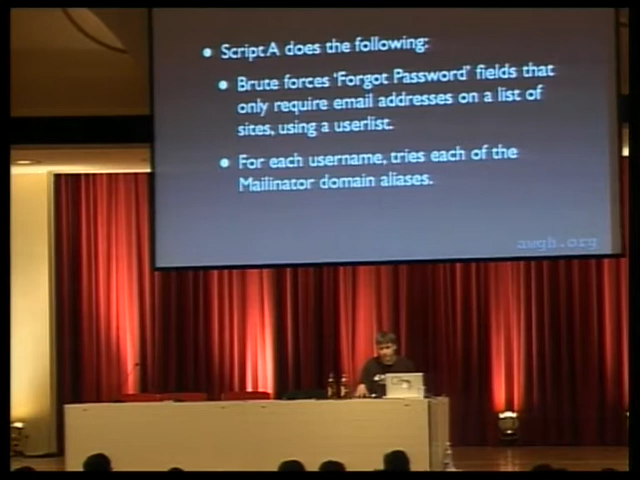 Script A does the following:
Brute forces 'Forgot Password' fields that
only require email addresses on a list of
sites, using a userlist.
For each username, tries each of the
Mailinator domain aliases.
awgh.org